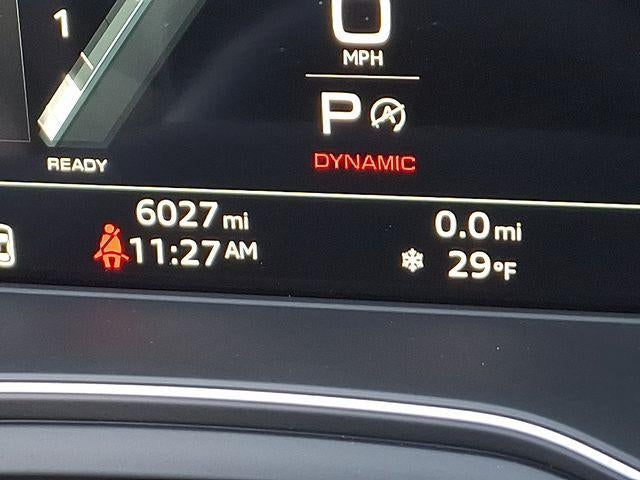 1
0
MPH
P
READY
DYNAMIC
6027 mi
0.0 mi
11:27 AM
29°F